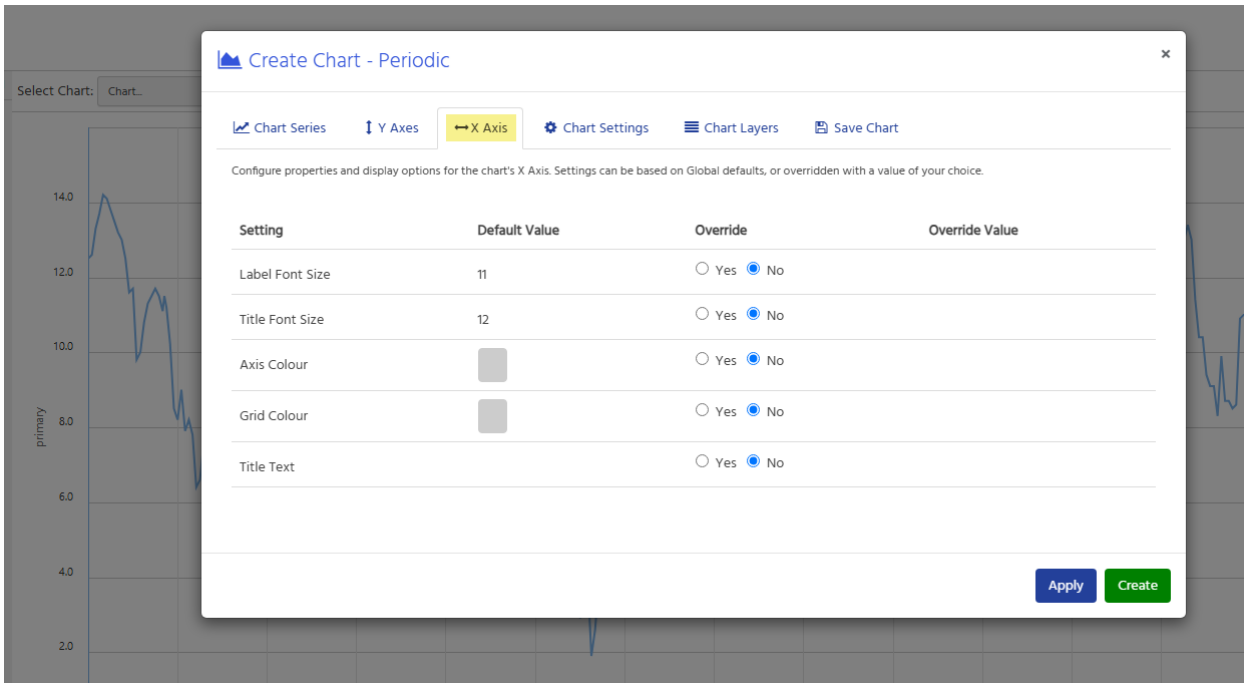 Create Chart - Periodic ×
Select Chart: Chart...
Chart Series Y Axes X Axis Chart Settings Chart Layers Save Chart
Configure properties and display options for the chart's X Axis. Settings can be based on Global defaults, or overridden with a value of your choice.
14.0
12.0
10.0
8.0
6.0
4.0
2.0
primary
Setting Default Value Override Override Value
Label Font Size 11 Yes No
Title Font Size 12 Yes No
Axis Colour Yes No
Grid Colour Yes No
Title Text Yes No
Apply Create